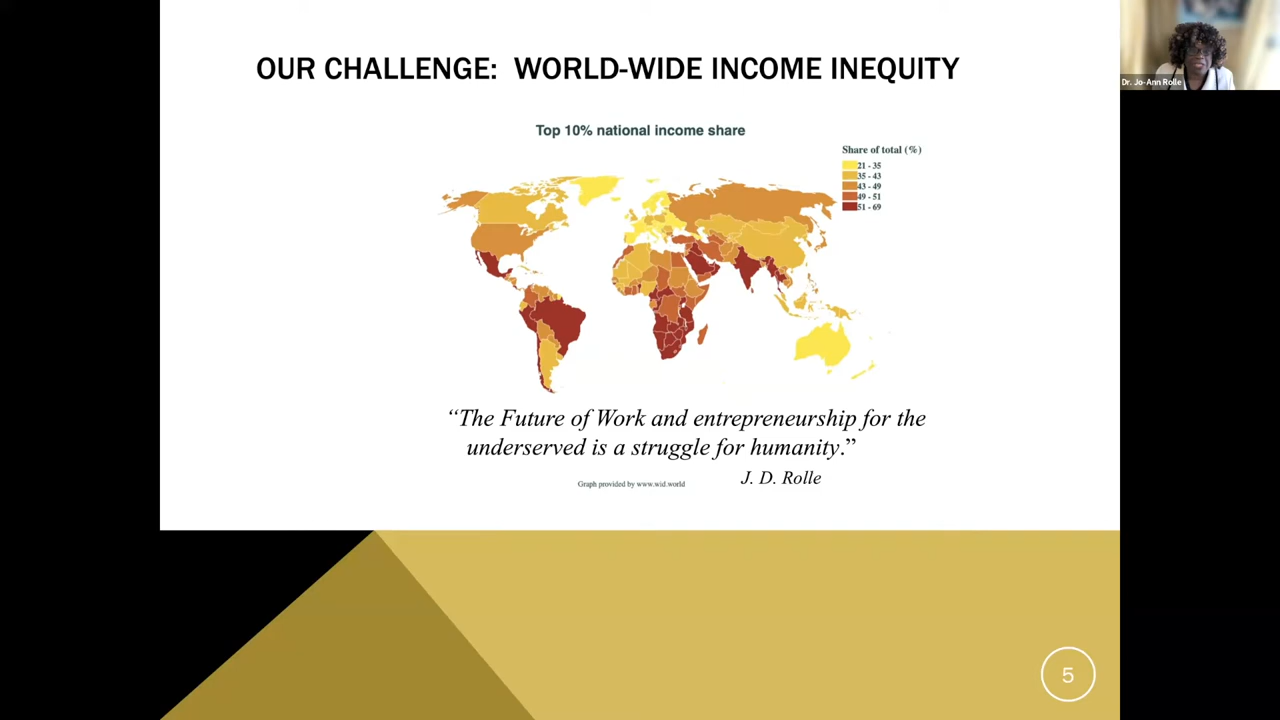 OUR CHALLENGE:  WORLD-WIDE INCOME INEQUITY
Dr. Jo-Ann Rolle
Top 10% national income share
Share of total (%)
21 - 35
35 - 43
43 - 49
49 - 51
51 - 69
“The Future of Work and entrepreneurship for the
underserved is a struggle for humanity.”
J. D. Rolle
Graph provided by www.wid.world
5